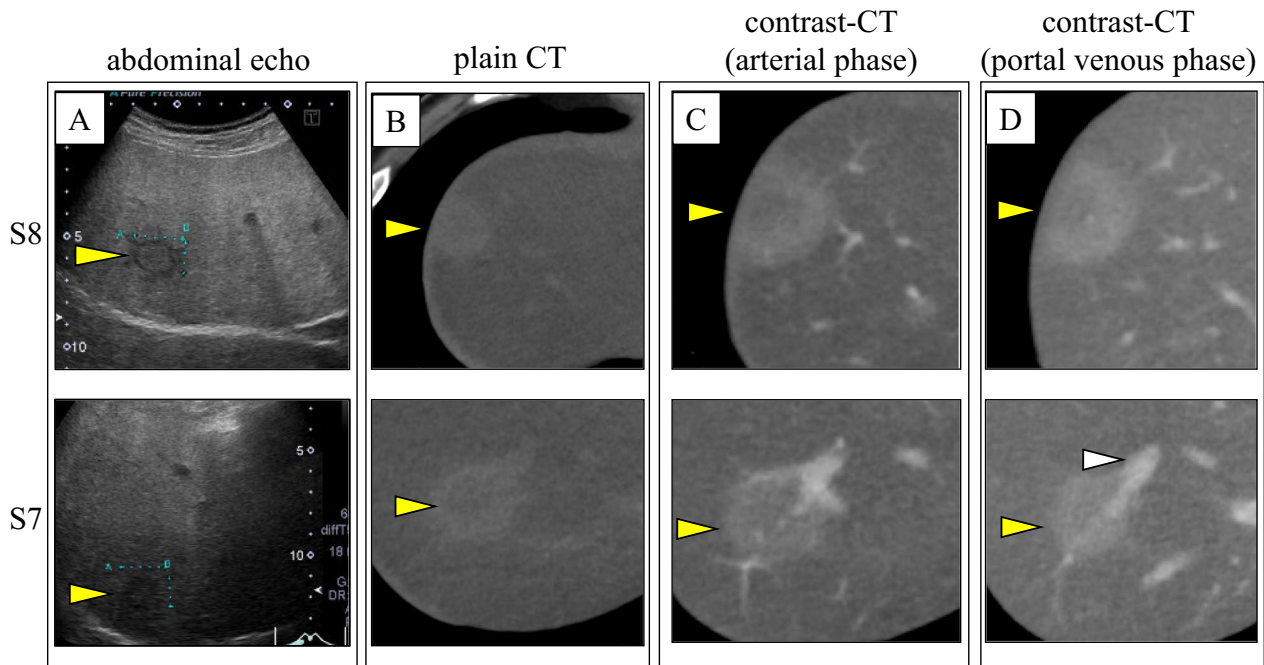 abdominal echo
plain CT
contrast-CT
(arterial phase)
contrast-CT
(portal venous phase)
S8
A
Pure Precision
T
5
10
B
C
D
S7
A
B
5
10
6
diffT
18
G:
DR:
A
P